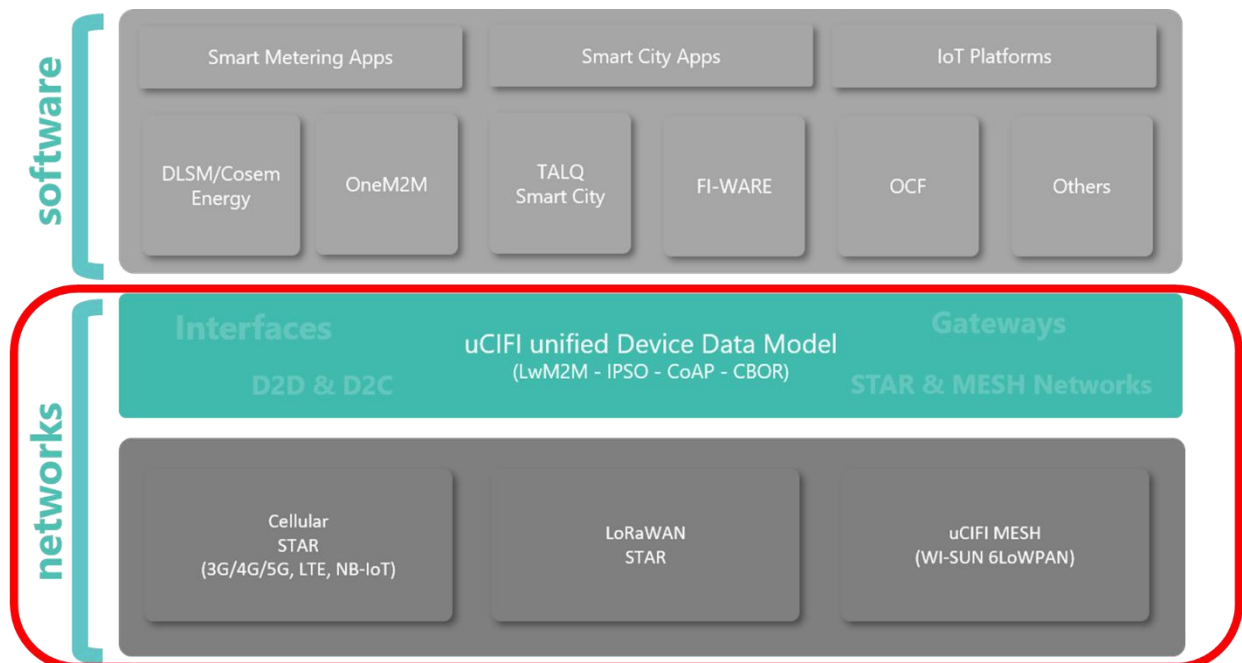 software
Smart Metering Apps
Smart City Apps
IoT Platforms
DLSM/Cosem
Energy
OneM2M
TALQ
Smart City
FI-WARE
OCF
Others
networks
Interfaces
Gateways
uCIFI unified Device Data Model
(LwM2M - IPSO - CoAP - CBOR)
D2D & D2C
STAR & MESH Networks
Cellular
STAR
(3G/4G/5G, LTE, NB-IoT)
LoRaWAN
STAR
uCIFI MESH
(WI-SUN 6LoWPAN)